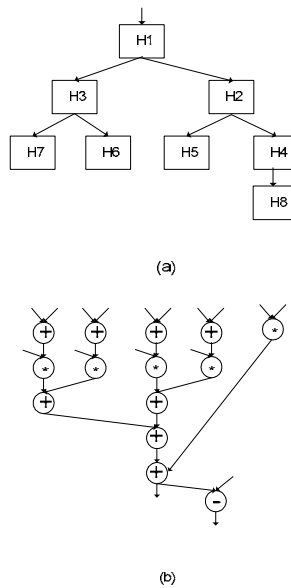 H1
H3 H2
H7 H6 H5 H4
H8
(a)
+ + + + *
* * * *
+ +
+
+
-
(b)